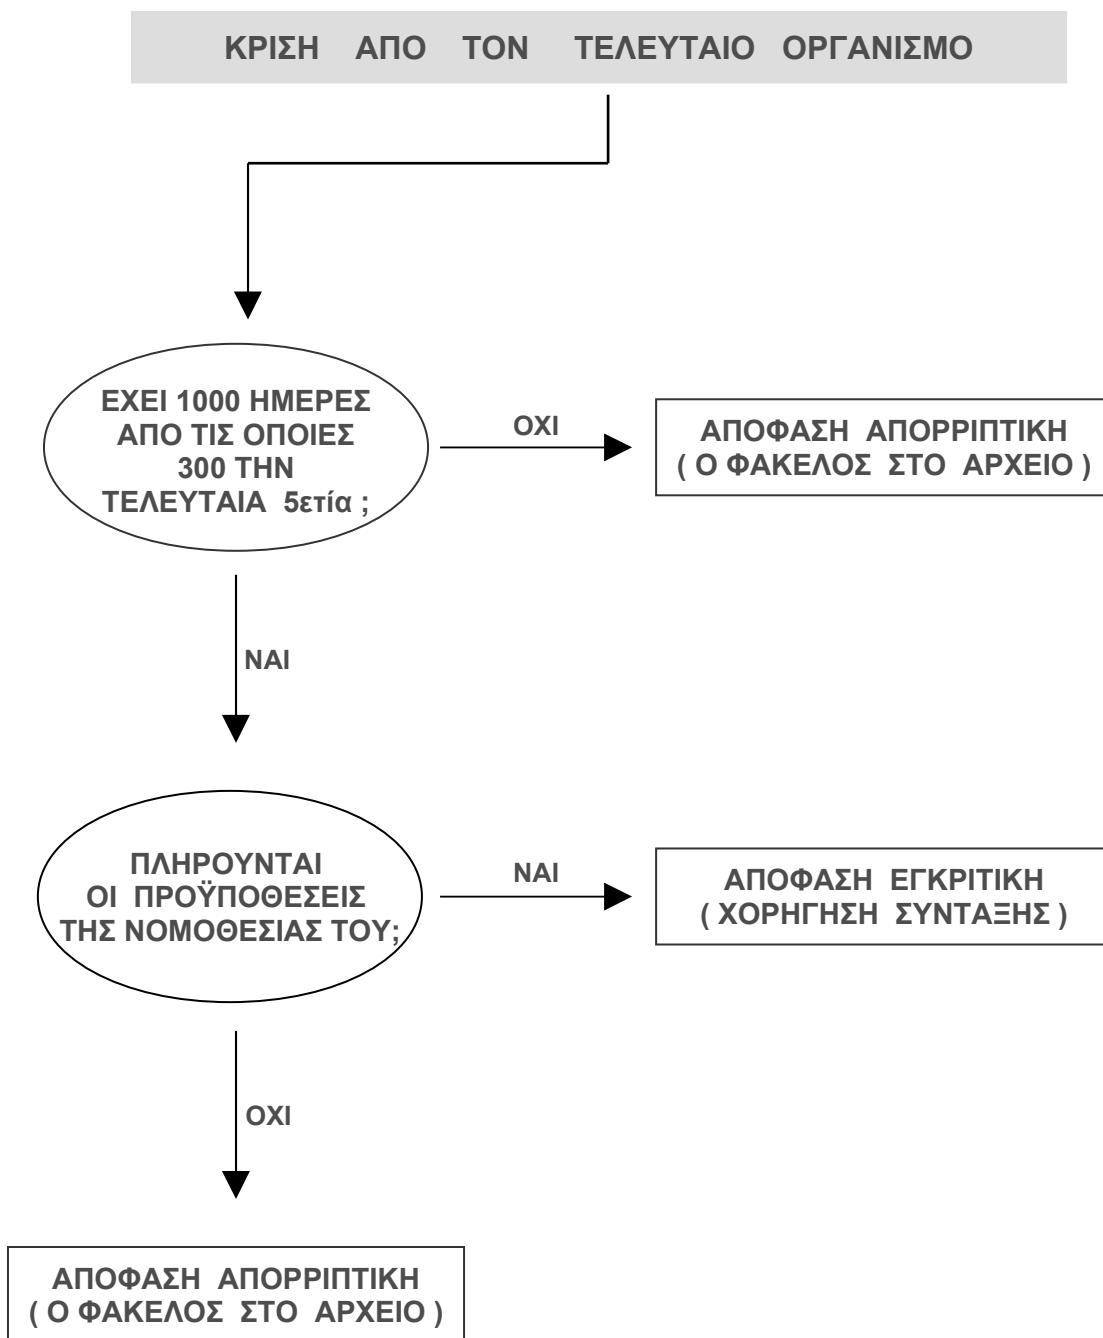 ΚΡΙΣΗ ΑΠΟ ΤΟΝ ΤΕΛΕΥΤΑΙΟ ΟΡΓΑΝΙΣΜΟ
ΕΧΕΙ 1000 ΗΜΕΡΕΣ
ΑΠΟ ΤΙΣ ΟΠΟΙΕΣ
300 ΤΗΝ
ΤΕΛΕΥΤΑΙΑ 5ετία ;
ΟΧΙ
ΑΠΟΦΑΣΗ ΑΠΟΡΡΙΠΤΙΚΗ
( Ο ΦΑΚΕΛΟΣ ΣΤΟ ΑΡΧΕΙΟ )
ΝΑΙ
ΠΛΗΡΟΥΝΤΑΙ
ΟΙ ΠΡΟΫΠΟΘΕΣΕΙΣ
ΤΗΣ ΝΟΜΟΘΕΣΙΑΣ ΤΟΥ;
ΝΑΙ
ΑΠΟΦΑΣΗ ΕΓΚΡΙΤΙΚΗ
( ΧΟΡΗΓΗΣΗ ΣΥΝΤΑΞΗΣ )
ΟΧΙ
ΑΠΟΦΑΣΗ ΑΠΟΡΡΙΠΤΙΚΗ
( Ο ΦΑΚΕΛΟΣ ΣΤΟ ΑΡΧΕΙΟ )